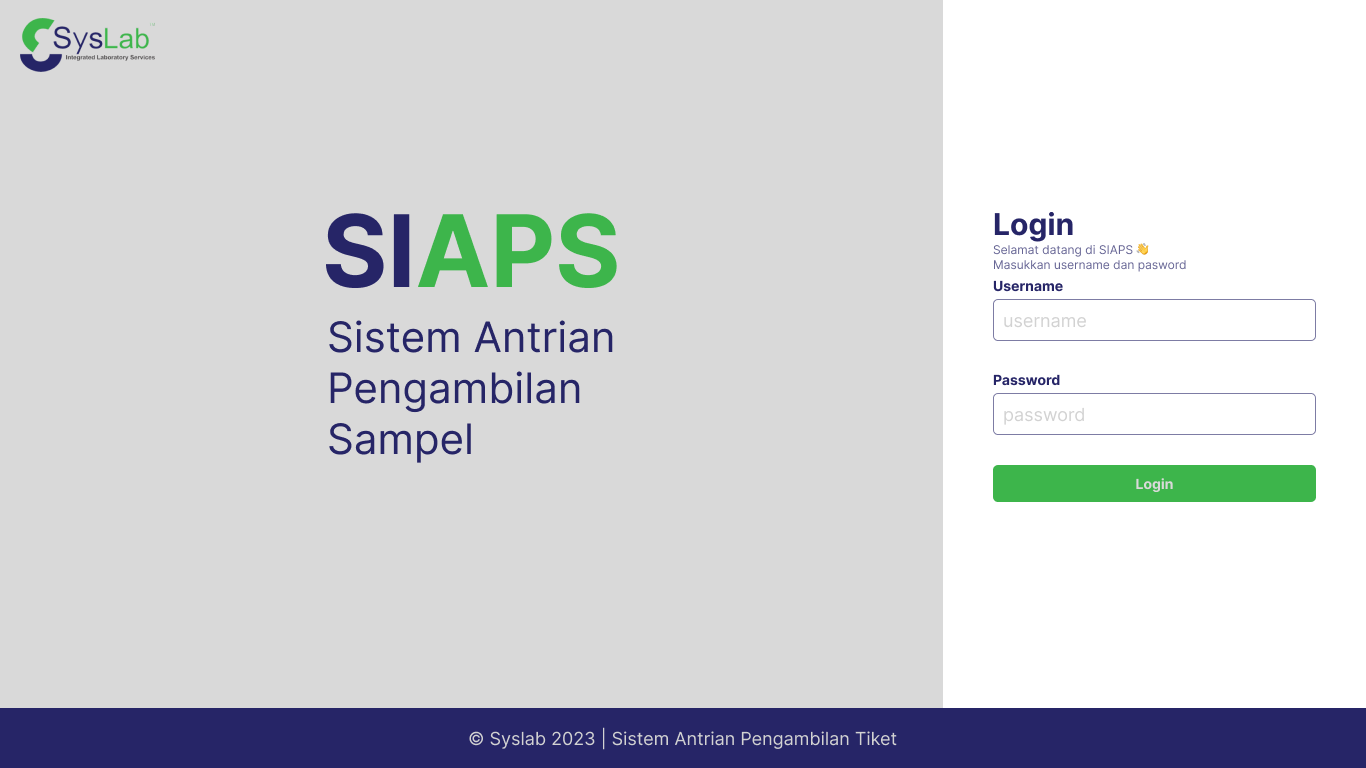 SysLab
Integrated Laboratory Services
SIAPS
Sistem Antrian
Pengambilan
Sampel
Login
Selamat datang di SIAPS 👋
Masukkan username dan pasword
Username
username
Password
password
Login
© Syslab 2023 | Sistem Antrian Pengambilan Tiket